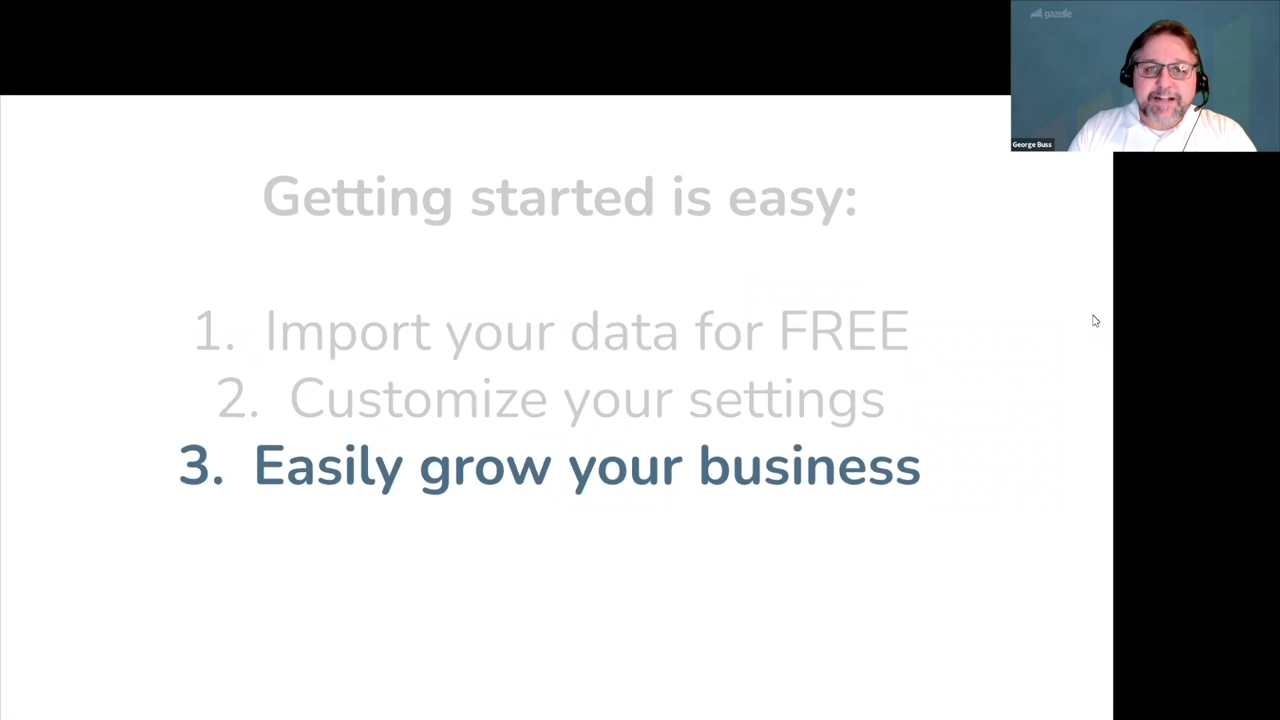 gazelle
George Buss
Getting started is easy:
1. Import your data for FREE
2. Customize your settings
3. Easily grow your business